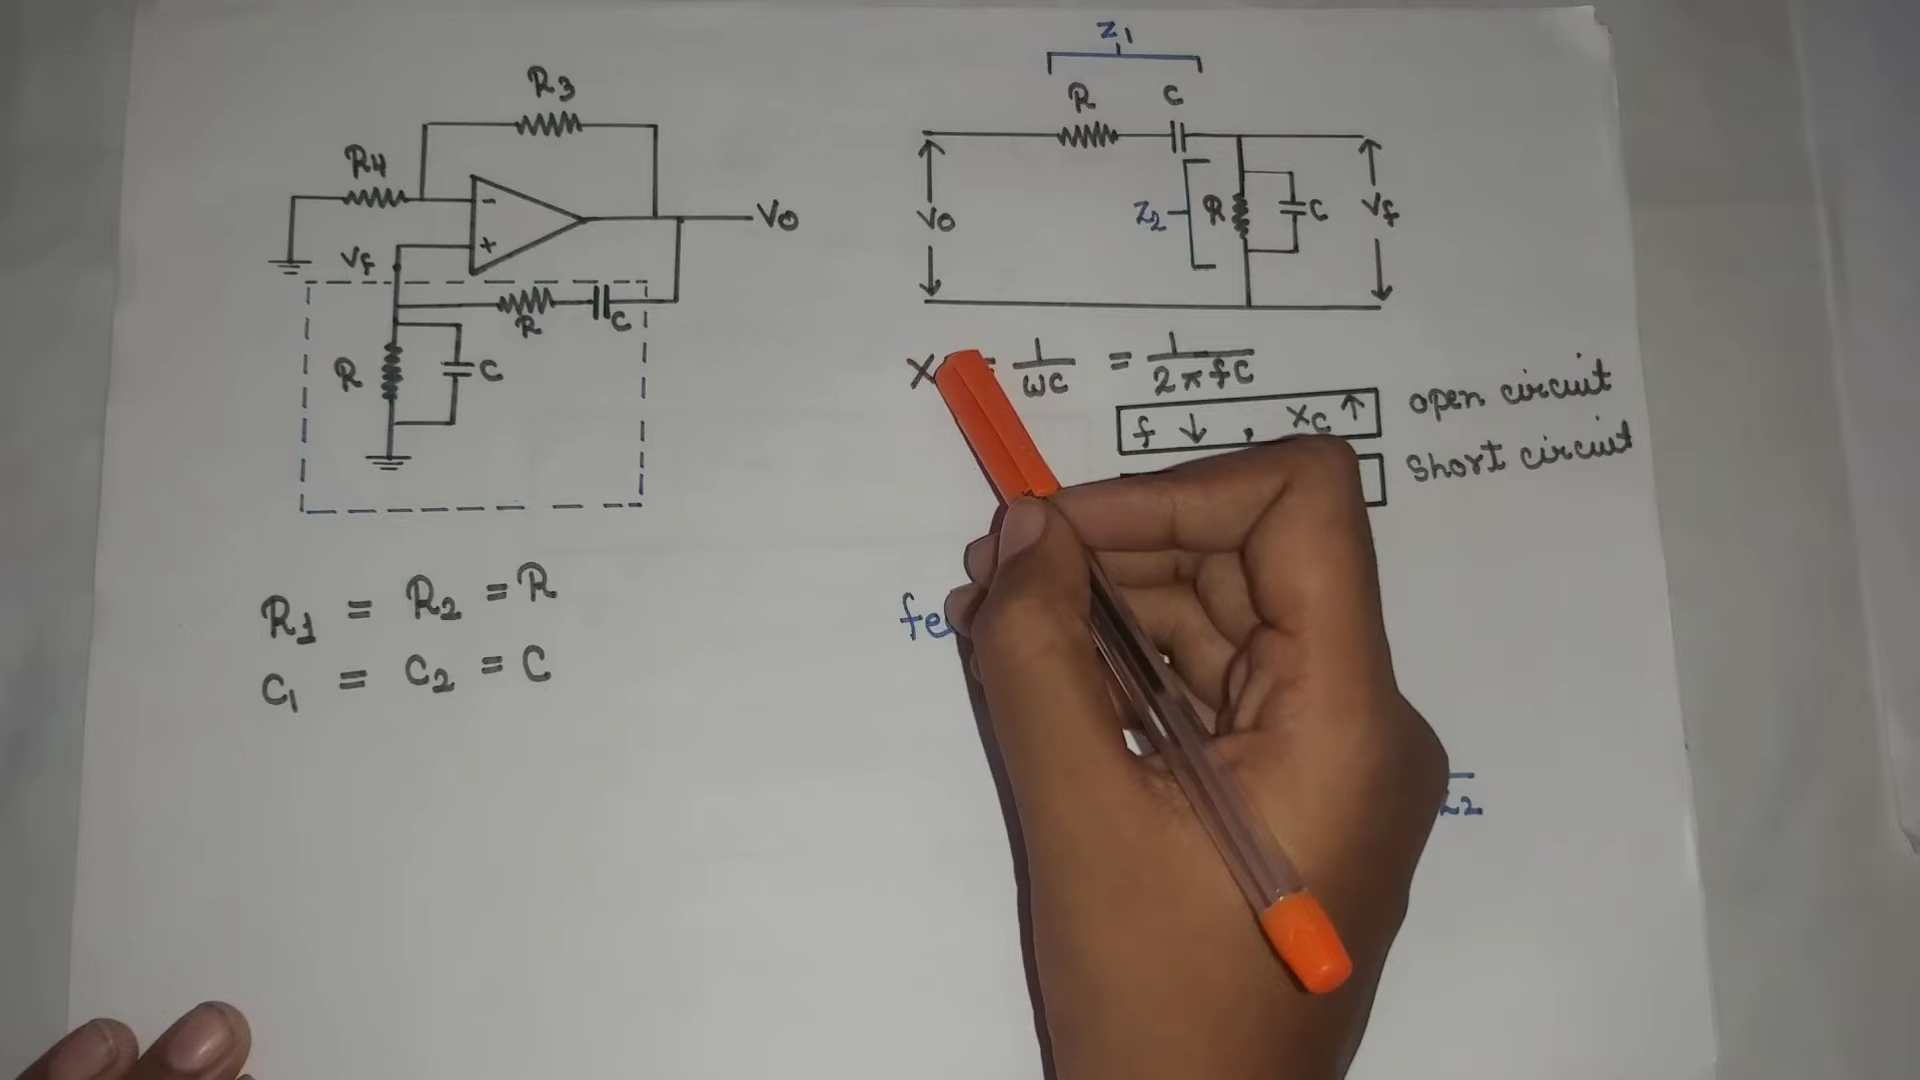 R3
R4
-
+
Vo
Vf
R
C
R
C
R1 = R2 = R
C1 = C2 = C
Z1
R C
Vo
Z2
R
C
Vf
X = 1/ωC = 1/2πfC
f ↓ , XC ↑ open circuit
Short circuit